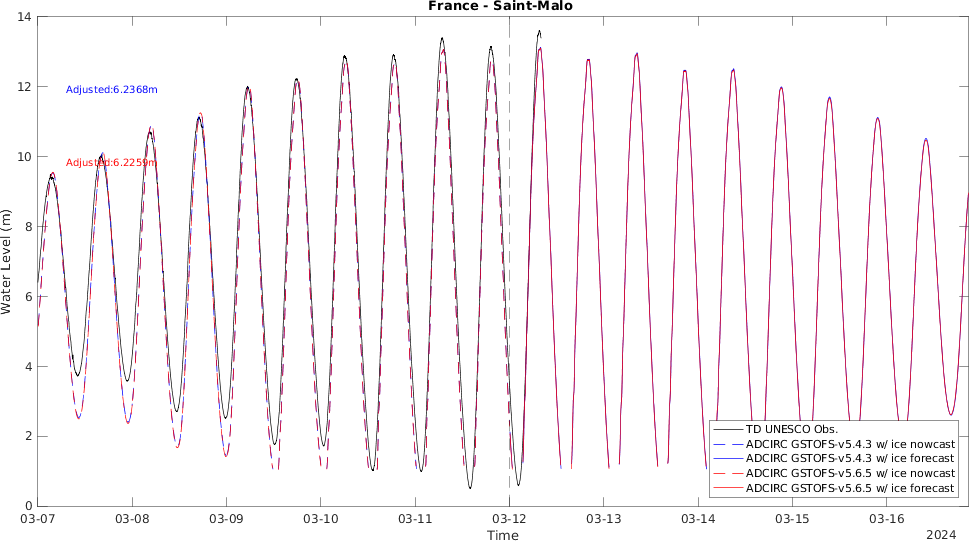 France - Saint-Malo
14
12
10
8
6
4
2
0
Water Level (m)
Adjusted:6.2368m
Adjusted:6.2259m
TD UNESCO Obs.
ADCIRC GSTOFS-v5.4.3 w/ ice nowcast
ADCIRC GSTOFS-v5.4.3 w/ ice forecast
ADCIRC GSTOFS-v5.6.5 w/ ice nowcast
ADCIRC GSTOFS-v5.6.5 w/ ice forecast
03-07 03-08 03-09 03-10 03-11 03-12 03-13 03-14 03-15 03-16
Time
2024